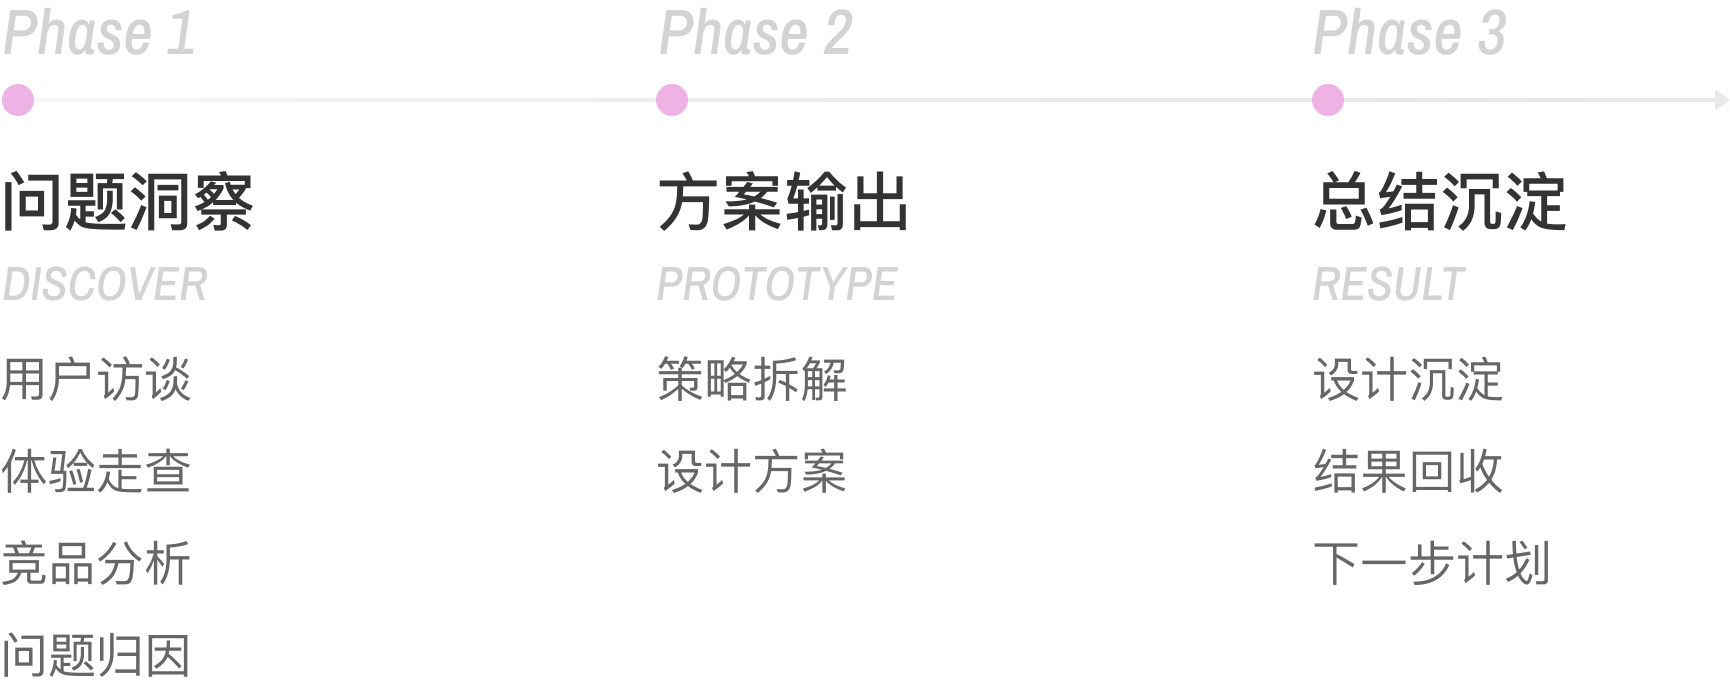 Phase 1
Phase 2
Phase 3
问题洞察
方案输出
总结沉淀
DISCOVER
PROTOTYPE
RESULT
用户访谈
策略拆解
设计沉淀
体验走查
设计方案
结果回收
竞品分析
下一步计划
问题归因